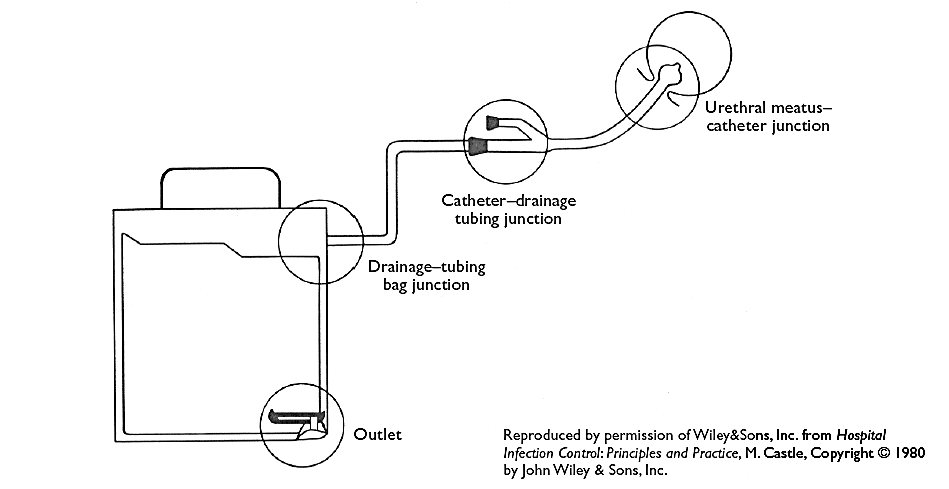 Urethral meatus–
catheter junction
Catheter–drainage
tubing junction
Drainage–tubing
bag junction
Outlet
Reproduced by permission of Wiley&Sons, Inc. from Hospital
Infection Control: Principles and Practice, M. Castle, Copyright © 1980
by John Wiley & Sons, Inc.